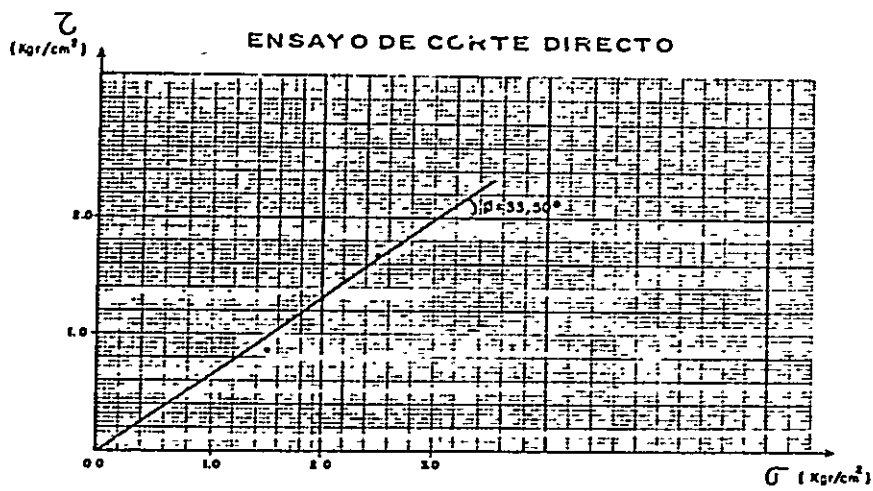 τ
(Kgr/cm²)
ENSAYO DE CORTE DIRECTO
2.0
1.0
0.0 1.0 2.0 3.0
σ (Kgr/cm²)
Ø=33,50°